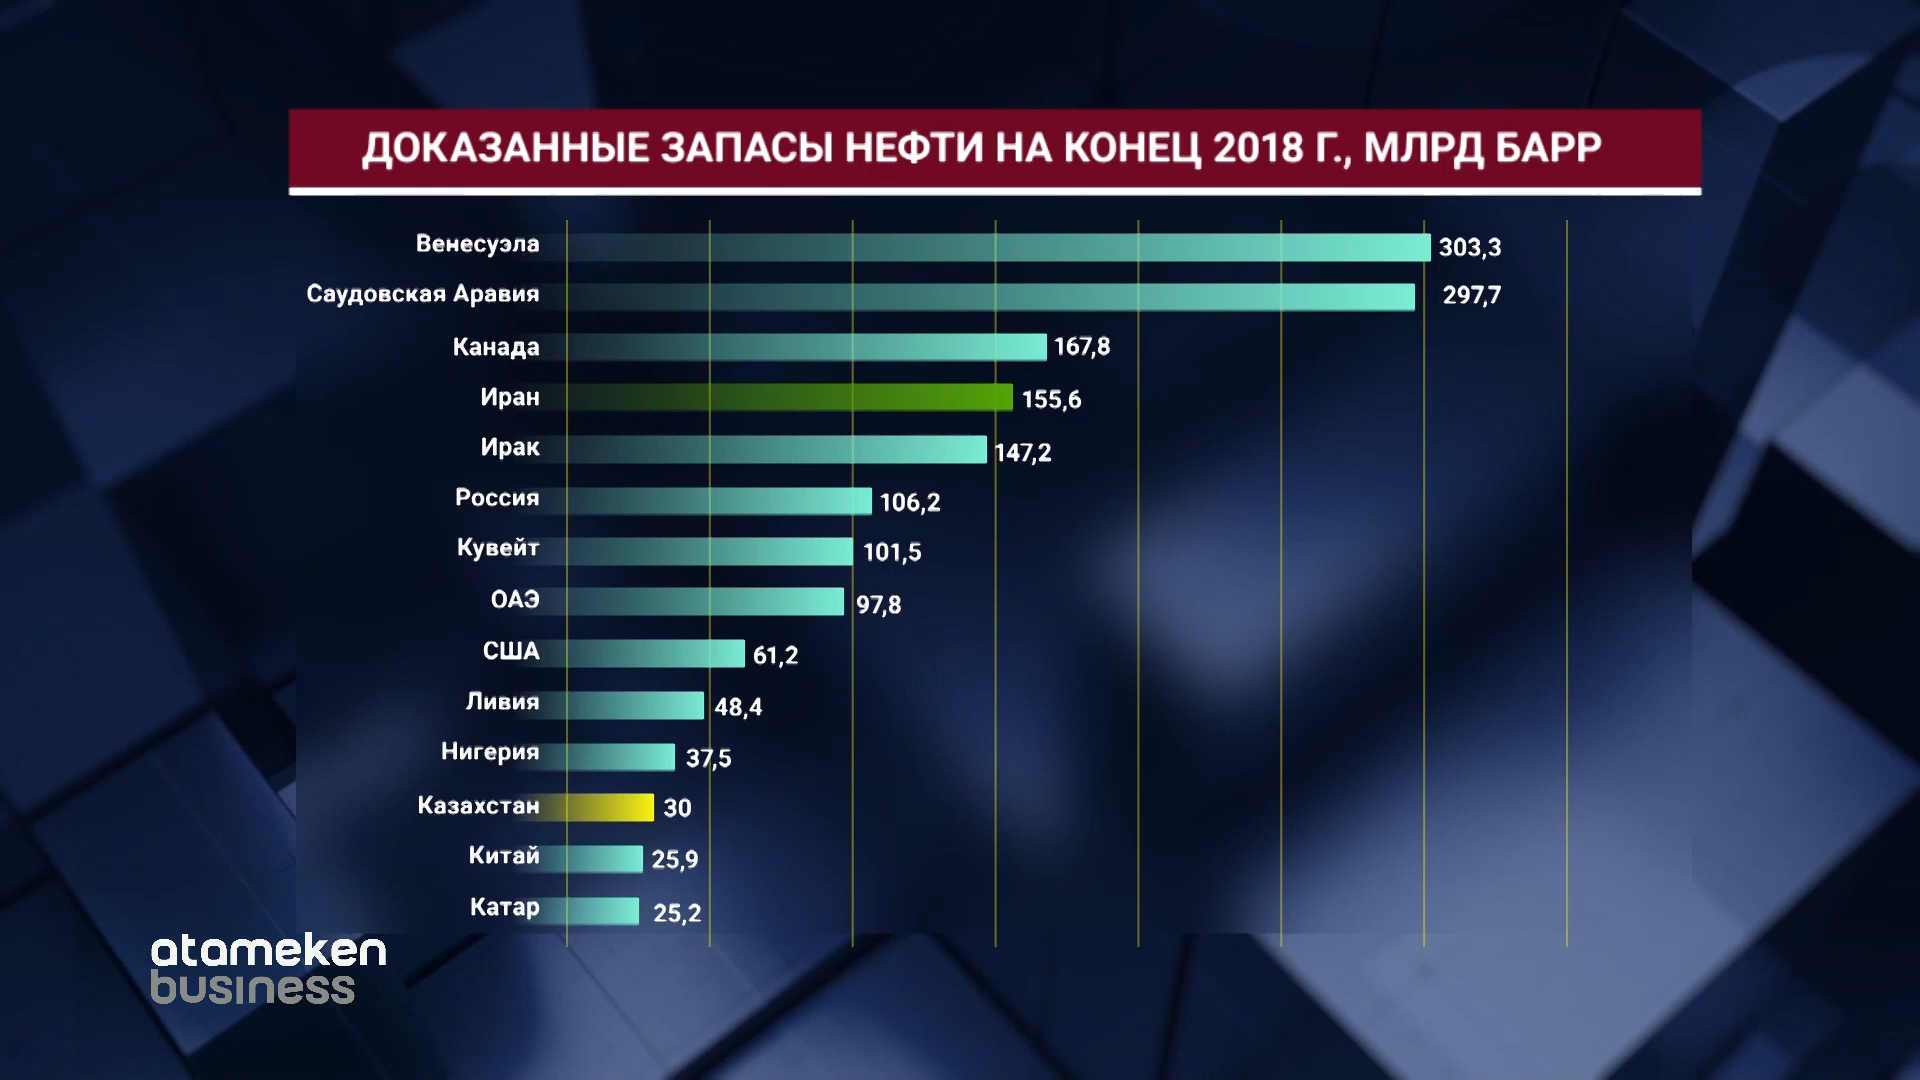 ДОКАЗАННЫЕ ЗАПАСЫ НЕФТИ НА КОНЕЦ 2018 Г., МЛРД БАРР
Венесуэла 303,3
Саудовская Аравия 297,7
Канада 167,8
Иран 155,6
Ирак 147,2
Россия 106,2
Кувейт 101,5
ОАЭ 97,8
США 61,2
Ливия 48,4
Нигерия 37,5
Казахстан 30
Китай 25,9
Катар 25,2
atameken
business